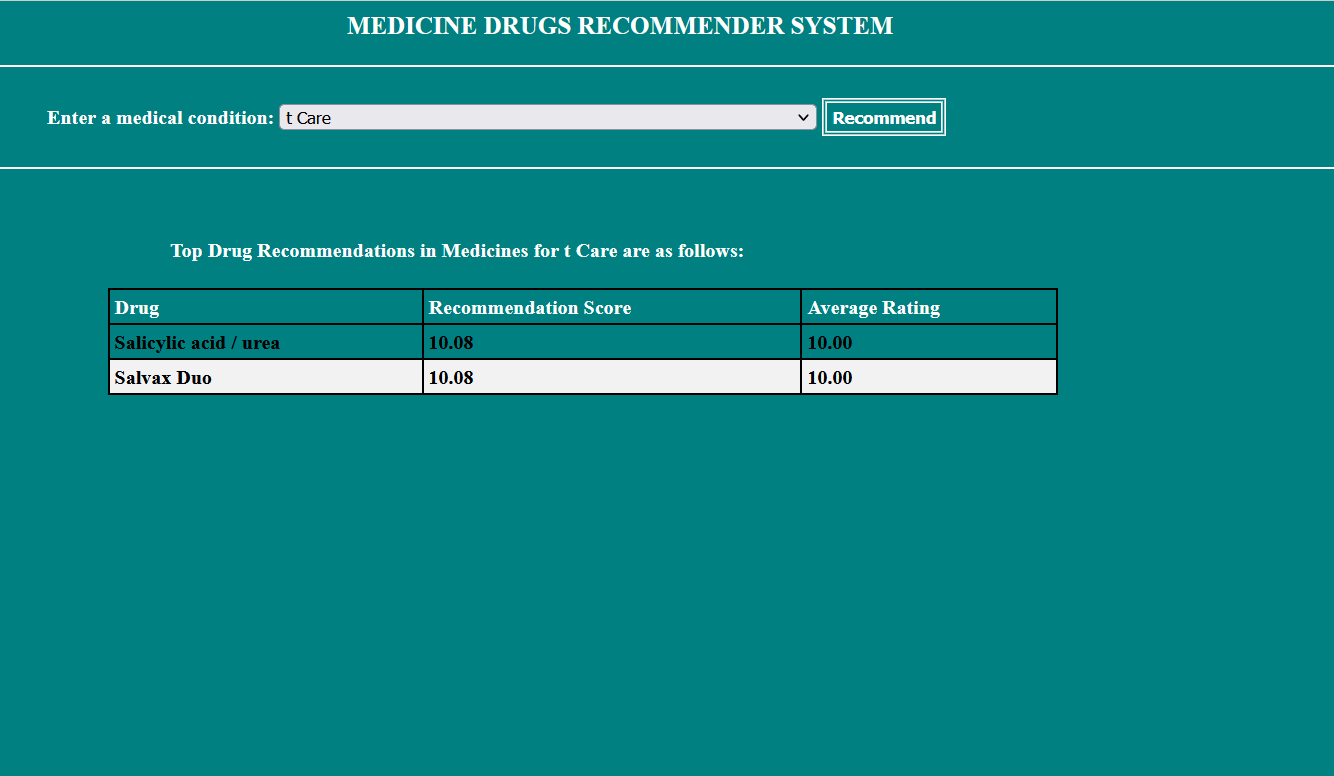 MEDICINE DRUGS RECOMMENDER SYSTEM
Enter a medical condition: t Care Recommend
Top Drug Recommendations in Medicines for t Care are as follows:
Drug Recommendation Score Average Rating
Salicylic acid / urea 10.08 10.00
Salvax Duo 10.08 10.00